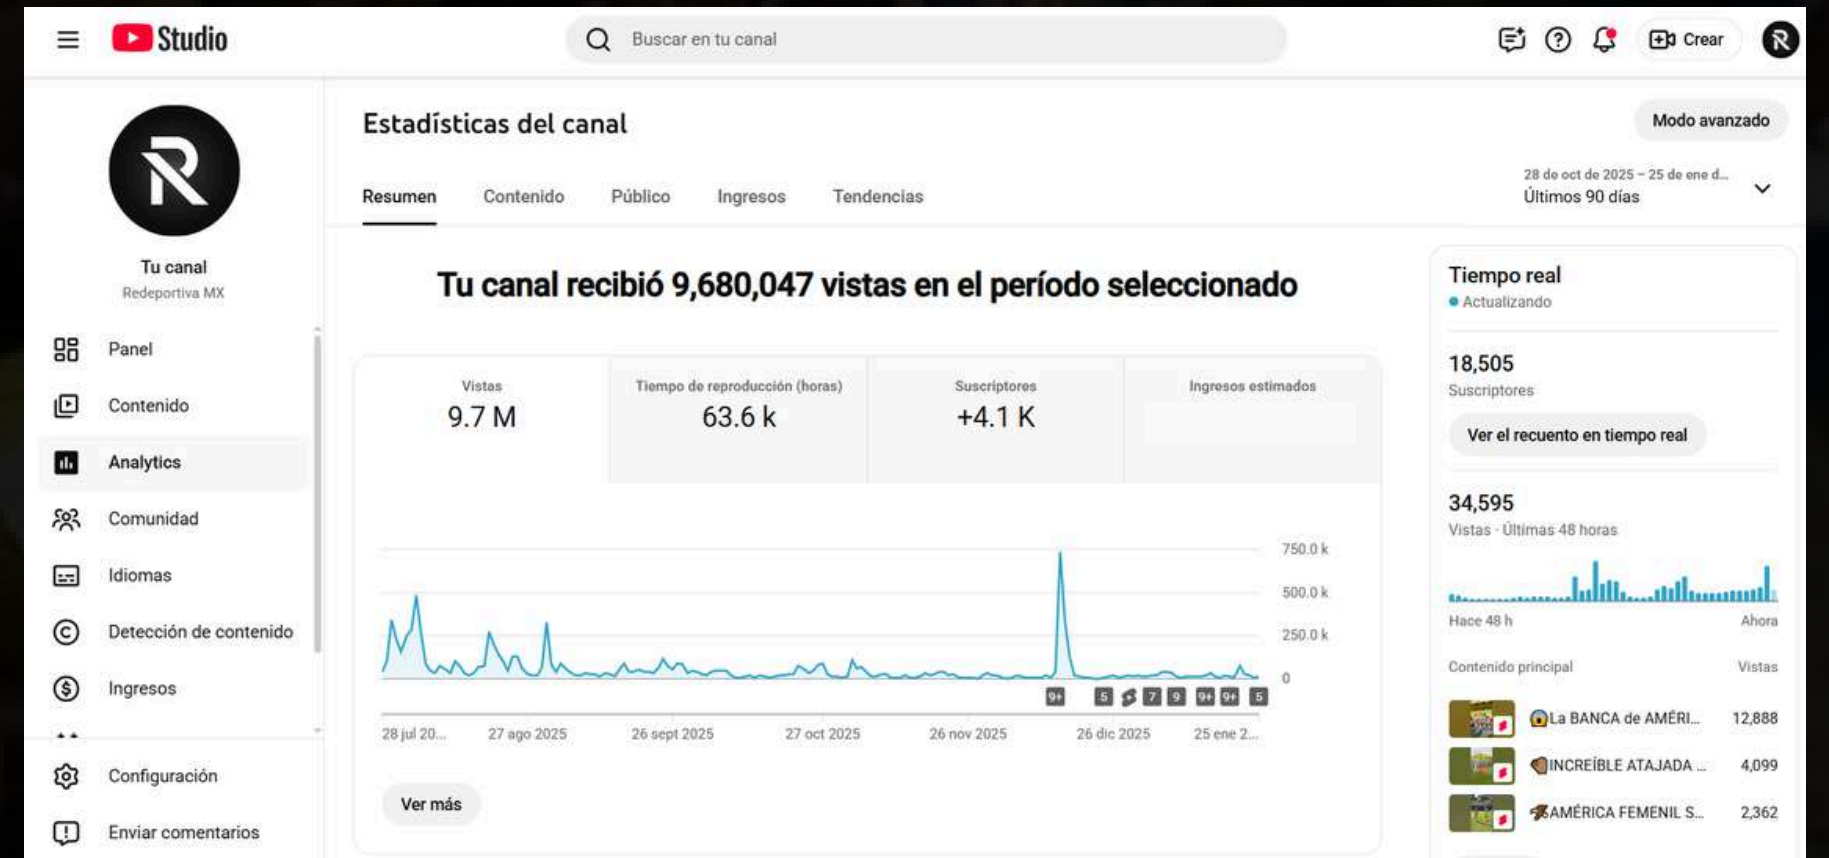 Studio
Buscar en tu canal
Crear
Estadísticas del canal
Modo avanzado
Resumen
Contenido
Público
Ingresos
Tendencias
28 de oct de 2025 – 25 de ene d...
Últimos 90 días
Tu canal
Redeportiva MX
Panel
Contenido
Analytics
Comunidad
Idiomas
Detección de contenido
Ingresos
Configuración
Enviar comentarios
Tu canal recibió 9,680,047 vistas en el período seleccionado
Vistas
9.7 M
Tiempo de reproducción (horas)
63.6 k
Suscriptores
+4.1 K
Ingresos estimados
750.0 k
500.0 k
250.0 k
0
9+
5
7
9
9+
9+
5
28 jul 20...
27 ago 2025
26 sept 2025
27 oct 2025
26 nov 2025
26 dic 2025
25 ene 2...
Ver más
Tiempo real
Actualizando
18,505
Suscriptores
Ver el recuento en tiempo real
34,595
Vistas · Últimas 48 horas
Hace 48 h
Ahora
Contenido principal
Vistas
😱La BANCA de AMÉRI...
12,888
INCREÍBLE ATAJADA ...
4,099
AMÉRICA FEMENIL S...
2,362